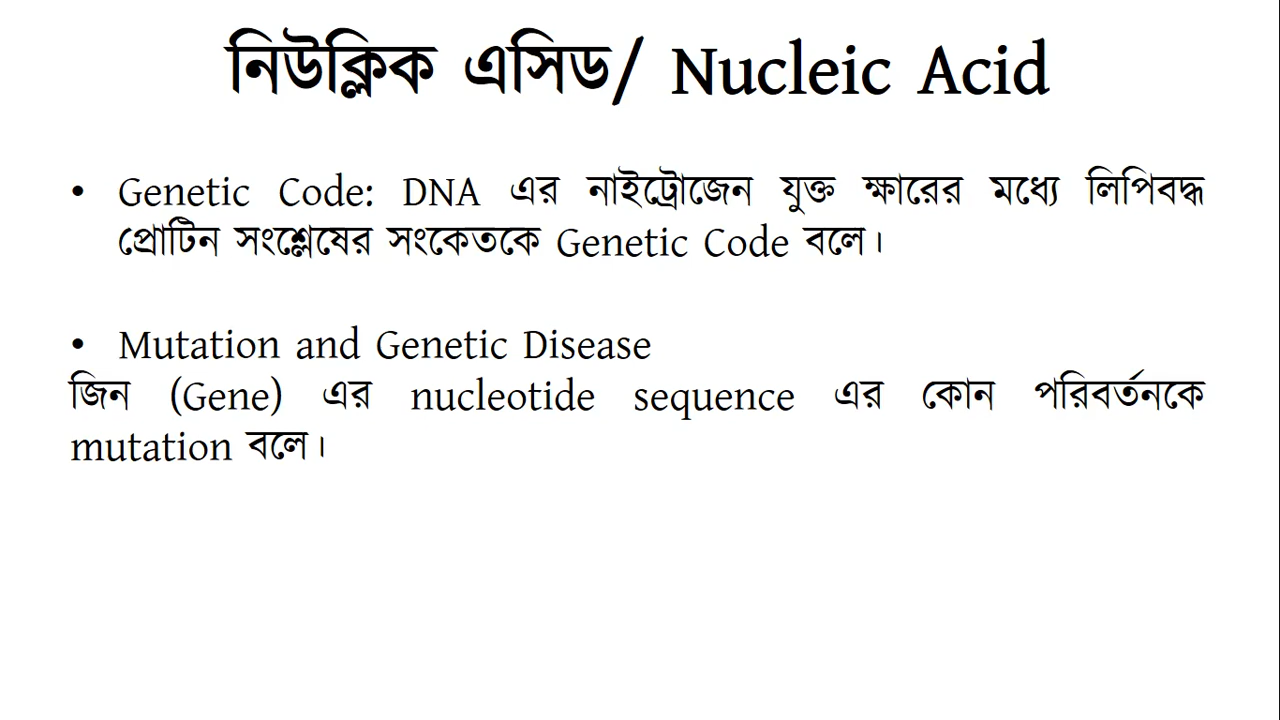 নিউক্লিক এসিড/ Nucleic Acid
• Genetic Code: DNA এর নাইট্রোজেন যুক্ত ক্ষারের মধ্যে লিপিবদ্ধ
প্রোটিন সংশ্লেষের সংকেতকে Genetic Code বলে।
• Mutation and Genetic Disease
জিন (Gene) এর nucleotide sequence এর কোন পরিবর্তনকে
mutation বলে।